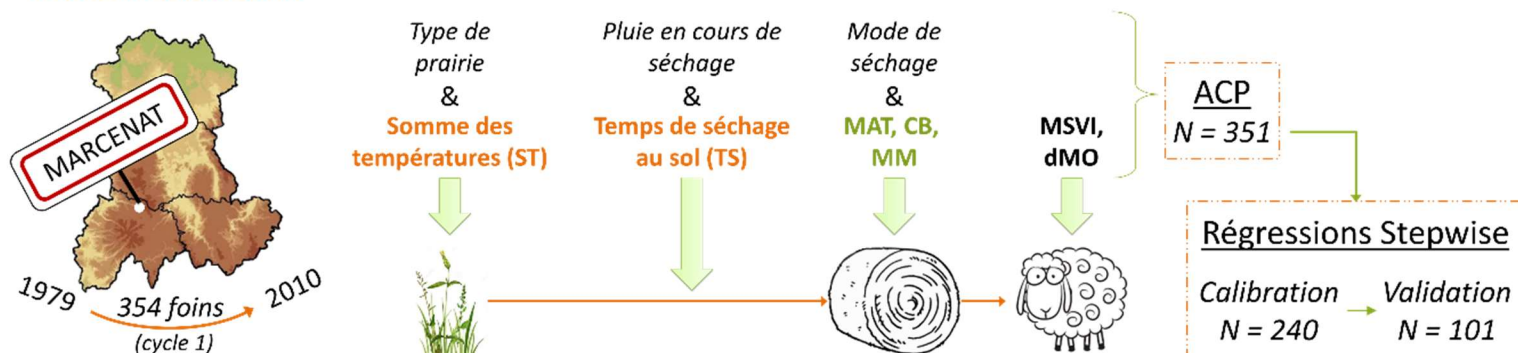 MARCENAT
1979
354 foins
2010
(cycle 1)
Type de
prairie
&
Somme des
températures (ST)
Pluie en cours de
séchage
&
Temps de séchage
au sol (TS)
Mode de
séchage
&
MAT, CB,
MM
MSVI,
dMO
ACP
N = 351
Régressions Stepwise
Calibration
N = 240
Validation
N = 101